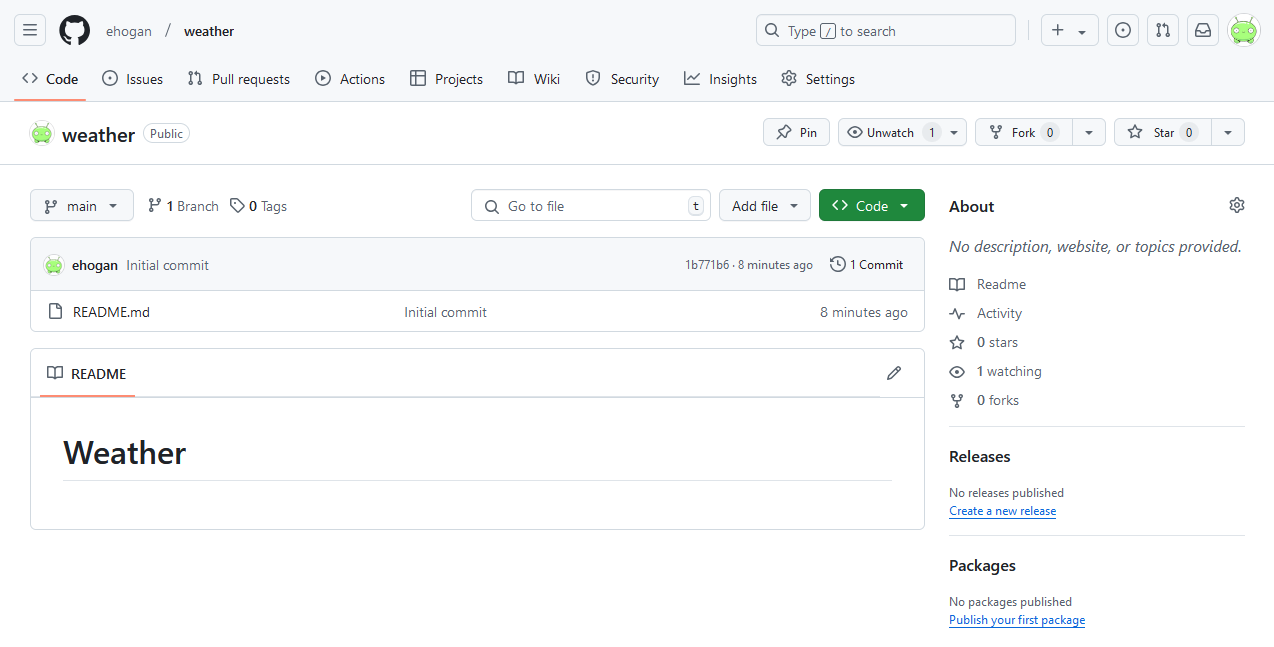 ehogan / weather
Type / to search
Code Issues Pull requests Actions Projects Wiki Security Insights Settings
weather Public
Pin Unwatch 1 Fork 0 Star 0
main 1 Branch 0 Tags Go to file t Add file Code
ehogan Initial commit 1b771b6 · 8 minutes ago 1 Commit
README.md Initial commit 8 minutes ago
README
Weather
About
No description, website, or topics provided.
Readme
Activity
0 stars
1 watching
0 forks
Releases
No releases published
Create a new release
Packages
No packages published
Publish your first package